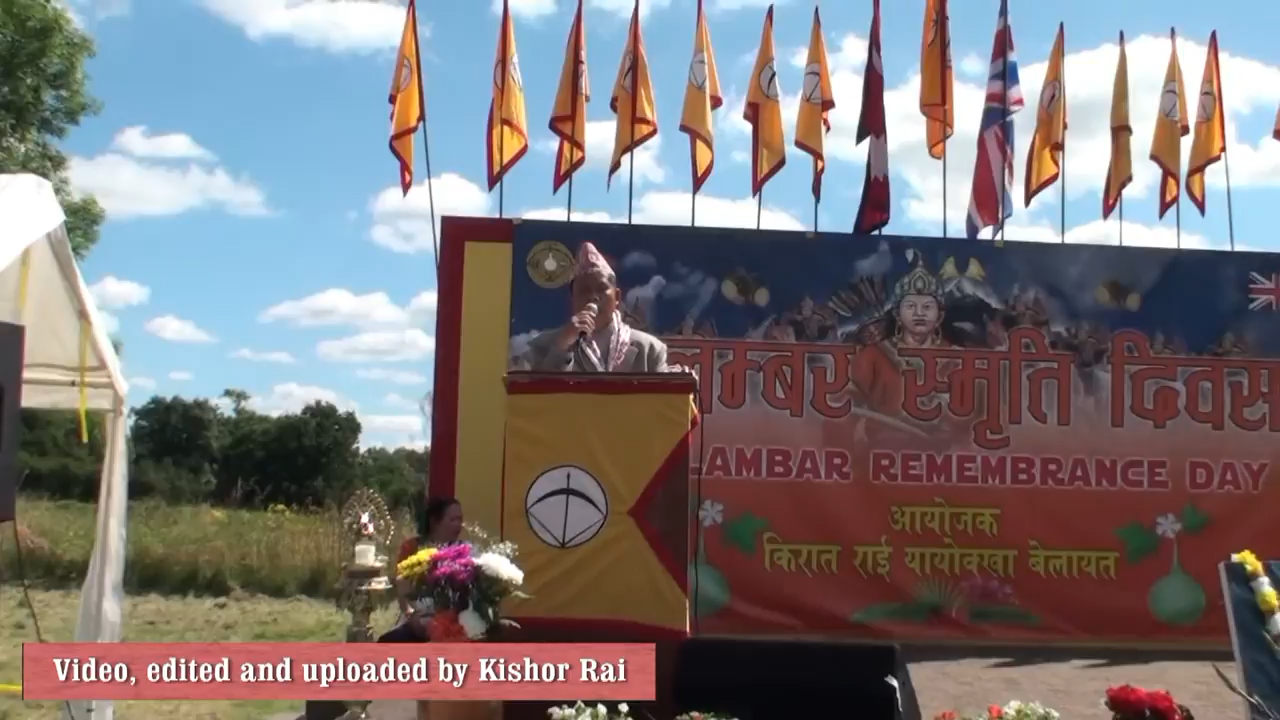 लम्बर स्मृति दिवस
LAMBAR REMEMBRANCE DAY
आयोजक
किरात राई यायोक्खा बेलायत
Video, edited and uploaded by Kishor Rai